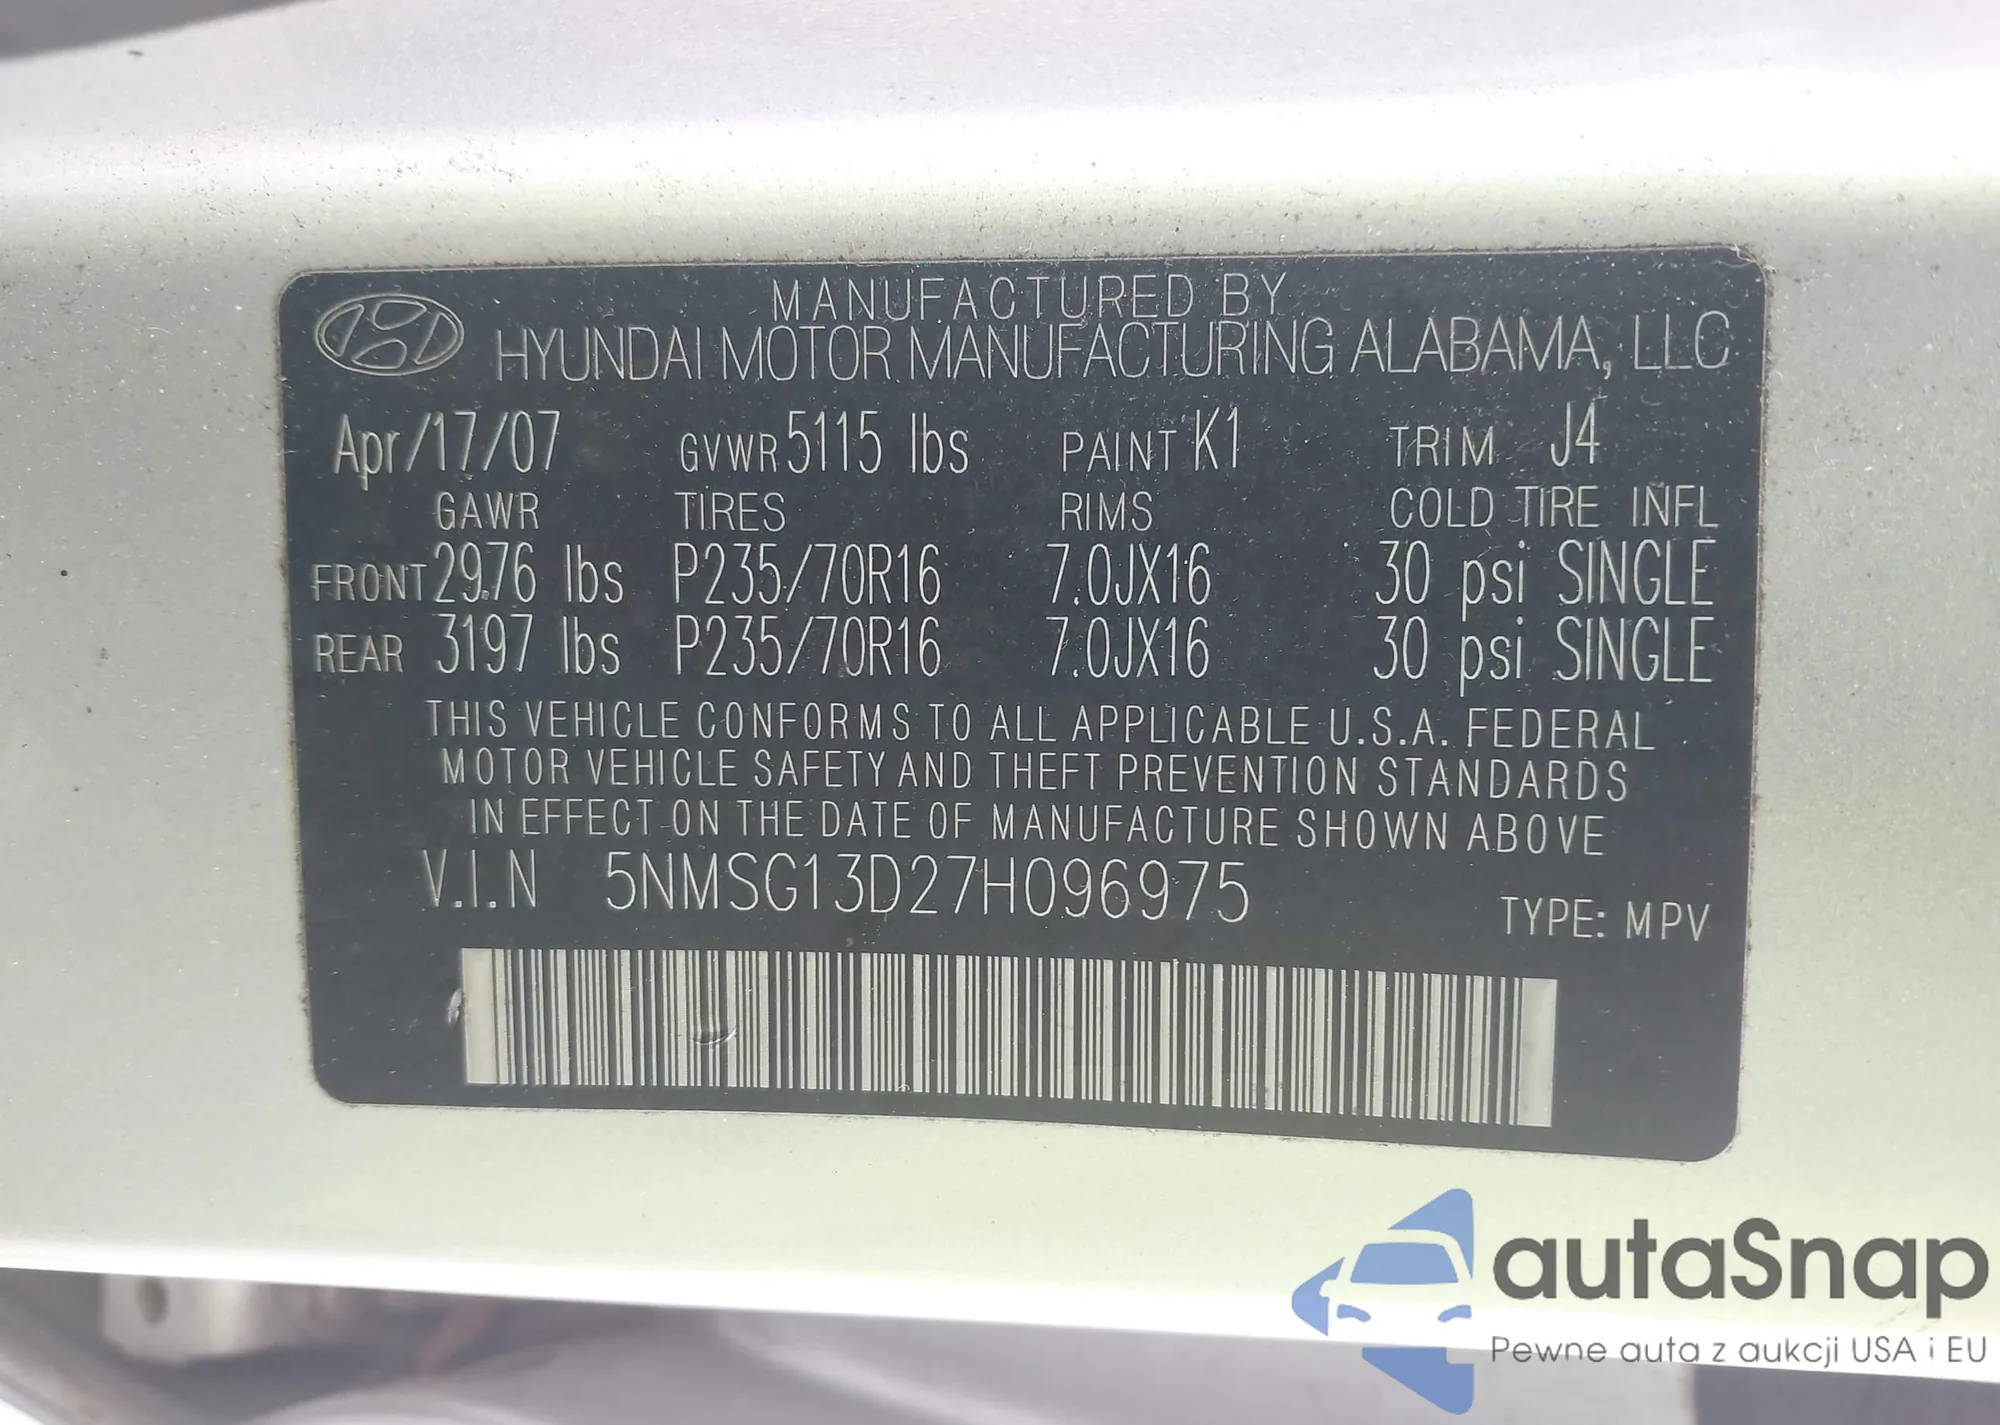 MANUFACTURED BY
HYUNDAI MOTOR MANUFACTURING ALABAMA, LLC
Apr/17/07 GVWR 5115 lbs PAINT K1 TRIM J4
GAWR TIRES RIMS COLD TIRE INFL
FRONT 2976 lbs P235/70R16 7.0JX16 30 psi SINGLE
REAR 3197 lbs P235/70R16 7.0JX16 30 psi SINGLE
THIS VEHICLE CONFORMS TO ALL APPLICABLE U.S.A. FEDERAL
MOTOR VEHICLE SAFETY AND THEFT PREVENTION STANDARDS
IN EFFECT ON THE DATE OF MANUFACTURE SHOWN ABOVE
V.I.N 5NMSG13D27H096975
TYPE: MPV
autaSnap
Pewne auta z aukcji USA i EU